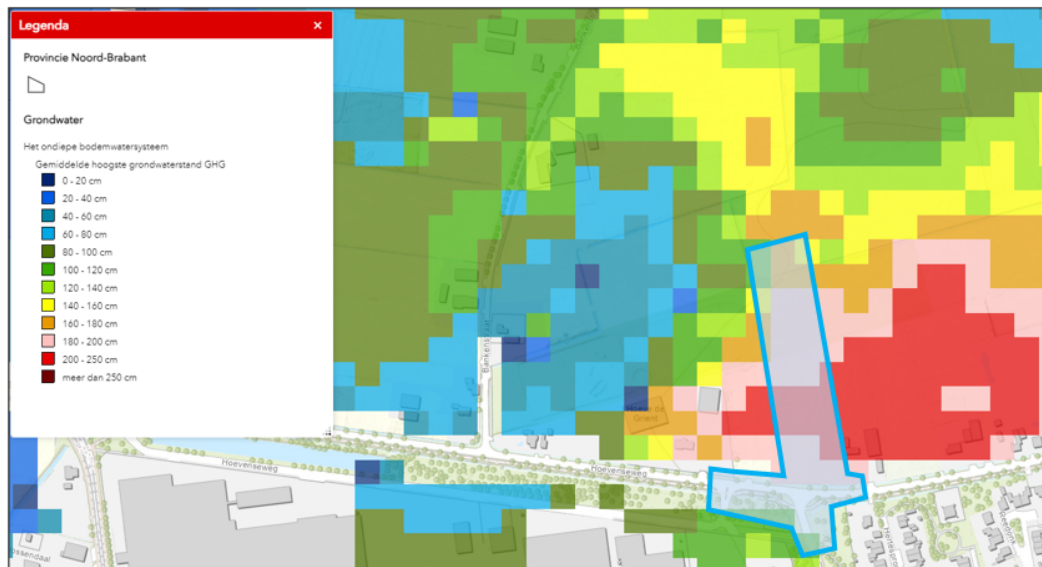 Legenda ×
Provincie Noord-Brabant
Grondwater
Het ondiepe bodemwatersysteem
Gemiddelde hoogste grondwaterstand GHG
0 - 20 cm
20 - 40 cm
40 - 60 cm
60 - 80 cm
80 - 100 cm
100 - 120 cm
120 - 140 cm
140 - 160 cm
160 - 180 cm
180 - 200 cm
200 - 250 cm
meer dan 250 cm
Hoevenseweg
Hoevenseweg